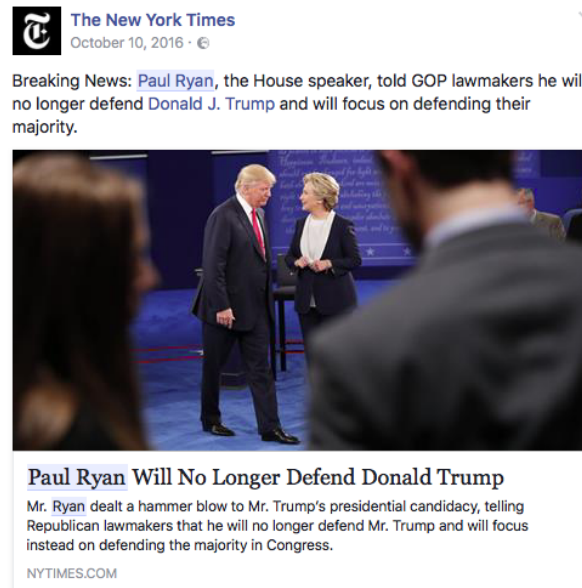 The New York Times
October 10, 2016 ·
Breaking News: Paul Ryan, the House speaker, told GOP lawmakers he wil
no longer defend Donald J. Trump and will focus on defending their
majority.
Paul Ryan Will No Longer Defend Donald Trump
Mr. Ryan dealt a hammer blow to Mr. Trump's presidential candidacy, telling
Republican lawmakers that he will no longer defend Mr. Trump and will focus
instead on defending the majority in Congress.
NYTIMES.COM